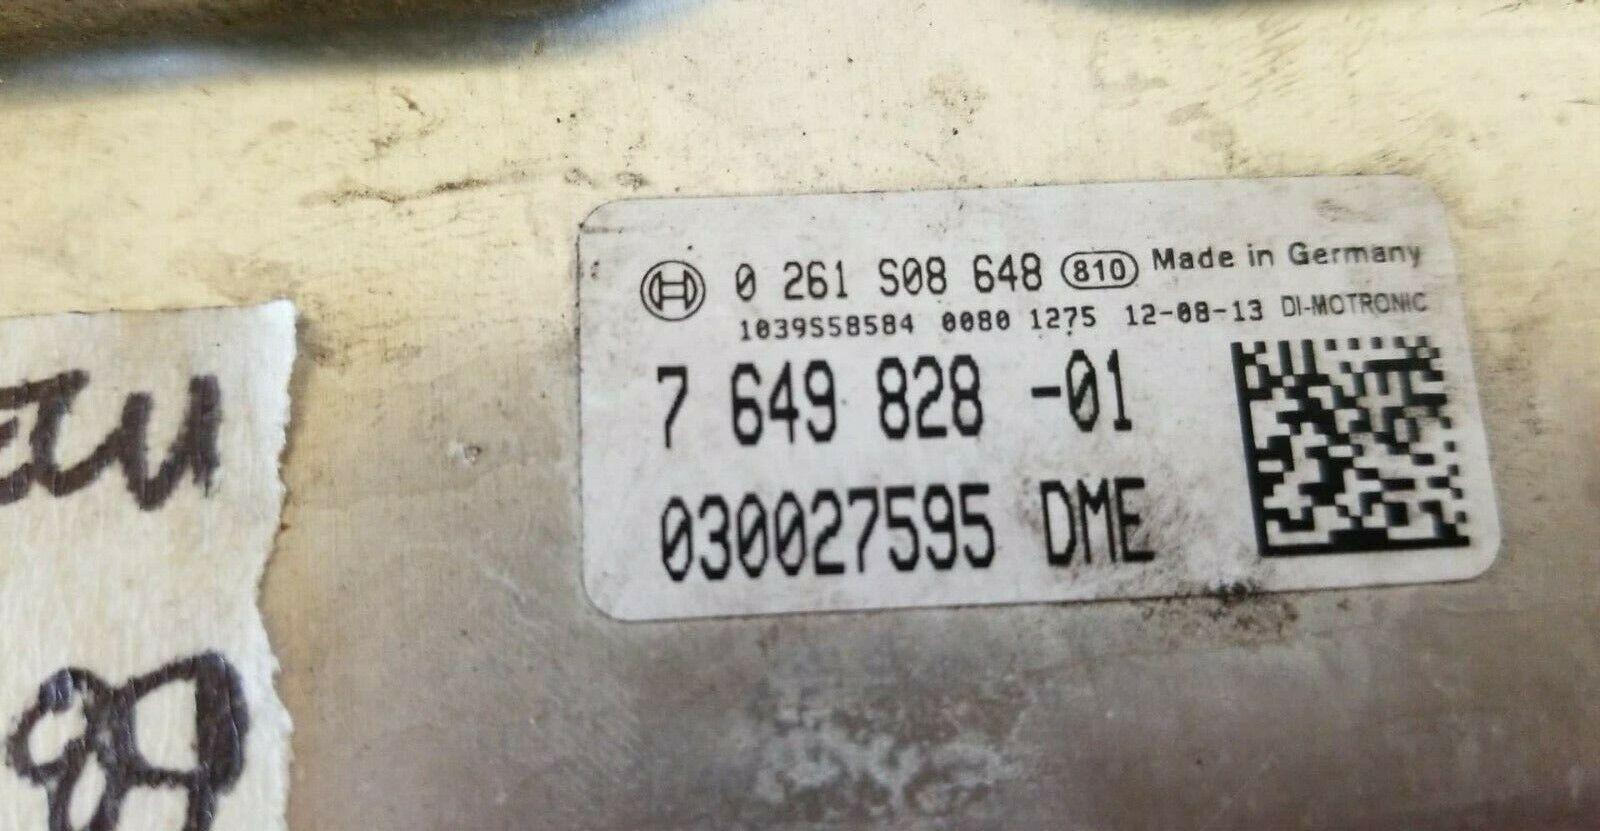 0 261 S08 648 810 Made in Germany
1039S58584 0080 1275 12-08-13 DI-MOTRONIC
7 649 828 -01
030027595 DME